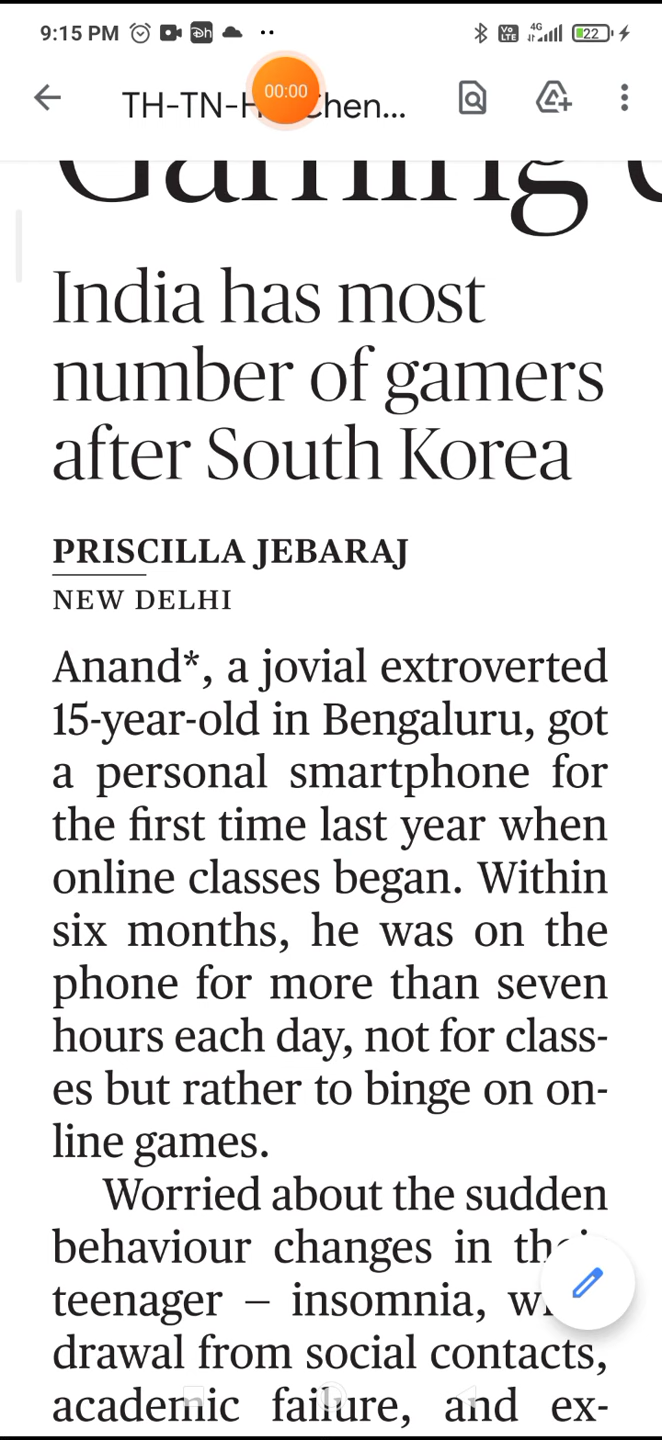 9:15 PM
4G
22
TH-TN-H
Chen...
00:00
Gaming
India has most
number of gamers
after South Korea
PRISCILLA JEBARAJ
NEW DELHI
Anand*, a jovial extroverted
15-year-old in Bengaluru, got
a personal smartphone for
the first time last year when
online classes began. Within
six months, he was on the
phone for more than seven
hours each day, not for class-
es but rather to binge on on-
line games.
Worried about the sudden
behaviour changes in their
teenager – insomnia,
drawal from social contacts,
academic failure, and ex-